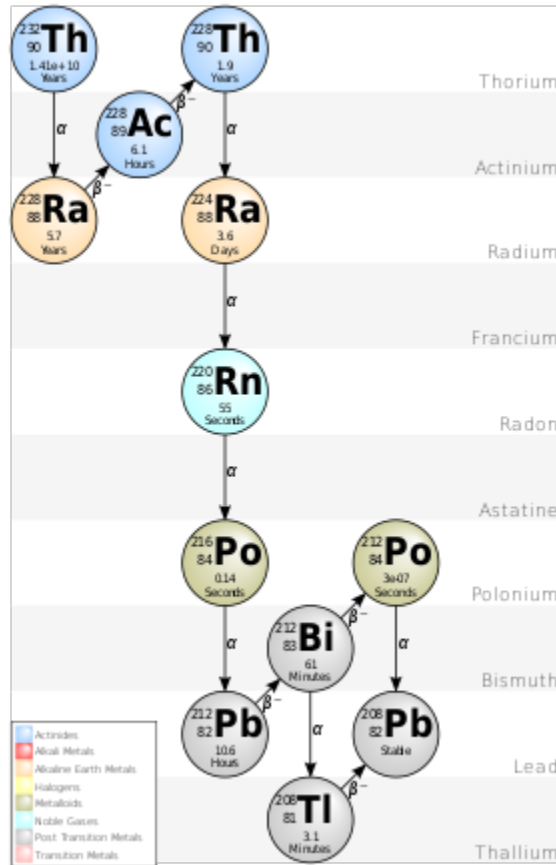 232
90
Th
1.41e+10
Years
228
90
Th
1.9
Years
Thorium
α
β⁻
α
228
89
Ac
6.1
Hours
Actinium
β⁻
228
88
Ra
5.7
Years
224
88
Ra
3.6
Days
Radium
α
Francium
220
86
Rn
55
Seconds
Radon
α
Astatine
216
84
Po
0.14
Seconds
212
84
Po
3e07
Seconds
Polonium
α
β⁻
α
212
83
Bi
61
Minutes
Bismuth
β⁻
212
82
Pb
10.6
Hours
α
208
82
Pb
Stable
Lead
β⁻
208
81
Tl
3.1
Minutes
Thallium
Actinides
Alkali Metals
Alkaline Earth Metals
Halogens
Metalloids
Noble Gases
Post Transition Metals
Transition Metals